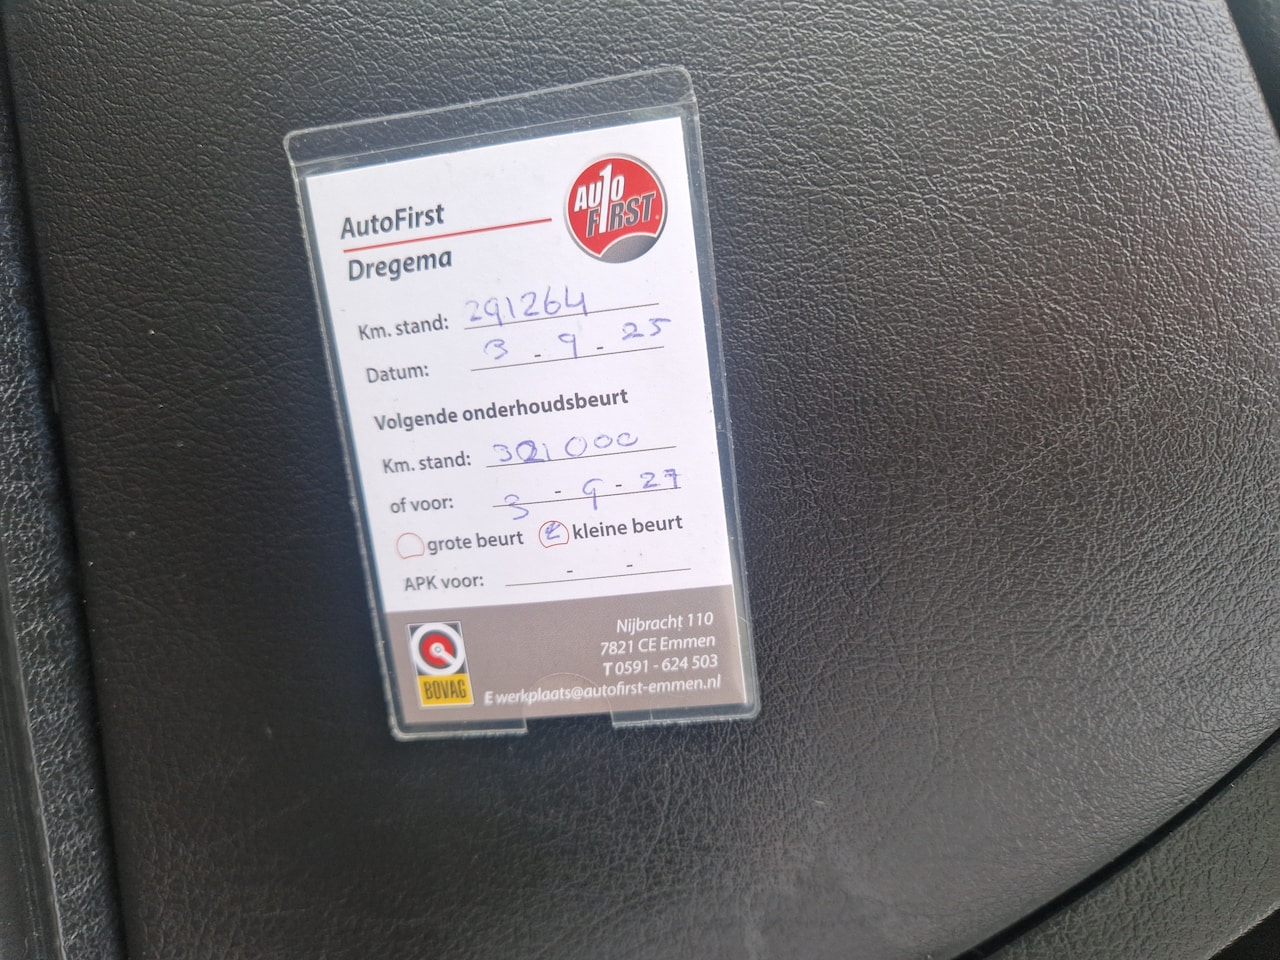 AutoFirst
Dregema
AUTO
FIRST
Km. stand: 291264
Datum: 3 - 9 - 25
Volgende onderhoudsbeurt
Km. stand: 321000
of voor: 3 - 9 - 27
grote beurt kleine beurt
APK voor: - -
Nijbracht 110
7821 CE Emmen
T 0591 - 624 503
E werkplaats@autofirst-emmen.nl
BOVAG